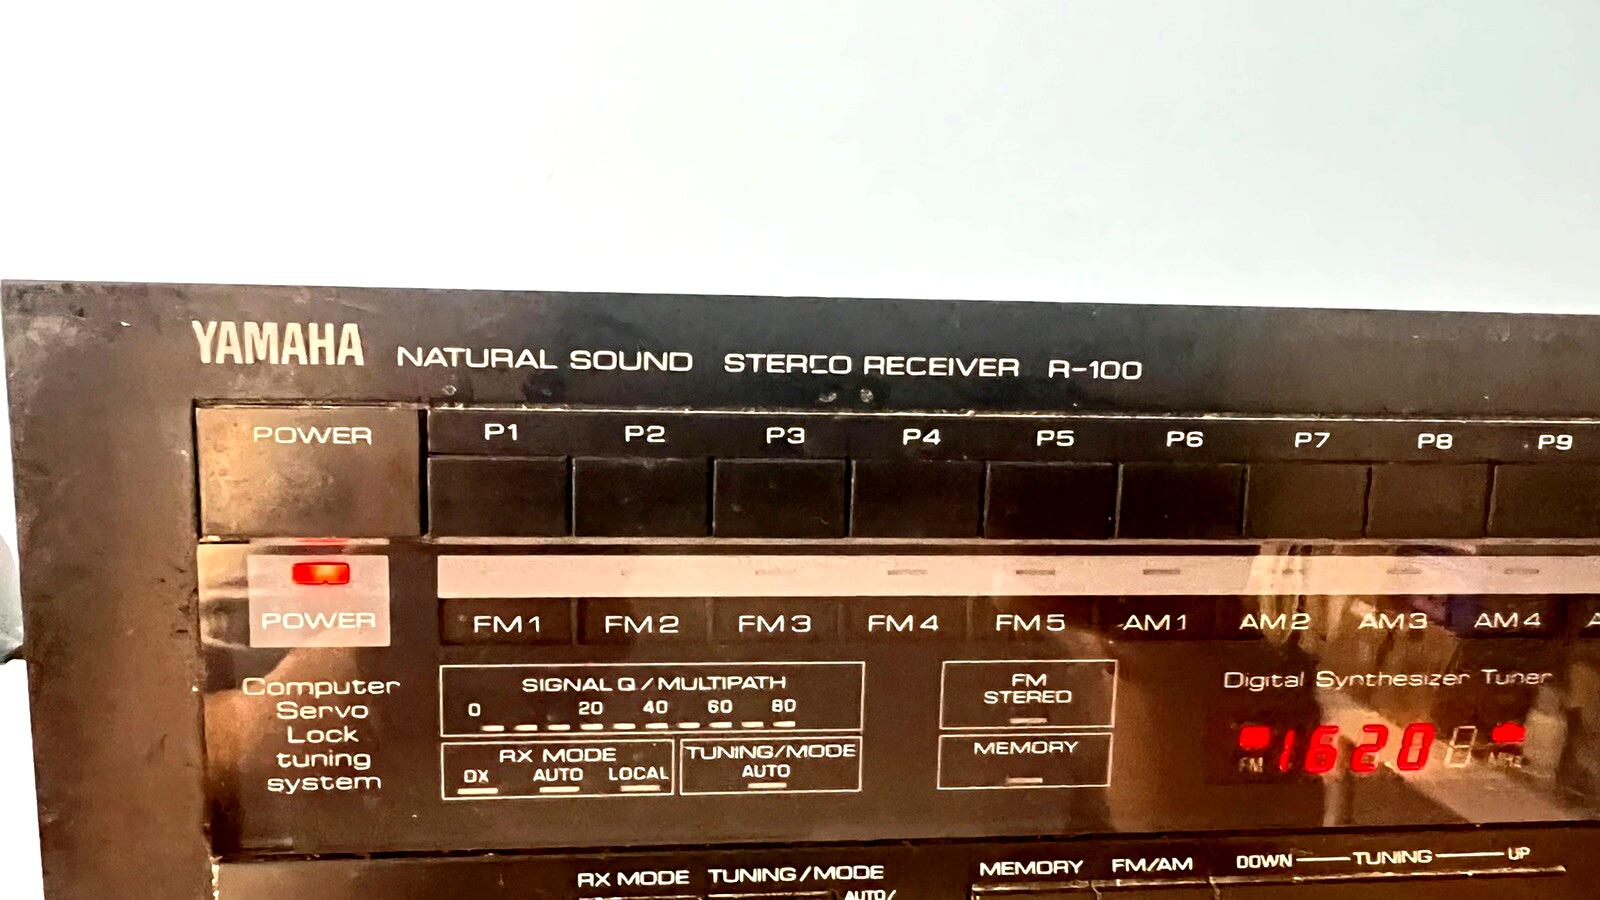 YAMAHA NATURAL SOUND STEREO RECEIVER R-100
POWER P1 P2 P3 P4 P5 P6 P7 P8 P9
POWER FM1 FM2 FM3 FM4 FM5 AM1 AM2 AM3 AM4
Computer
Servo
Lock
tuning
system
SIGNAL Q/MULTIPATH
0 20 40 60 80
RX MODE
DX AUTO LOCAL
TUNING/MODE
AUTO
FM
STEREO
MEMORY
Digital Synthesizer Tuner
1620
FM MHz
RX MODE TUNING/MODE MEMORY FM/AM DOWN TUNING UP
AUTO/